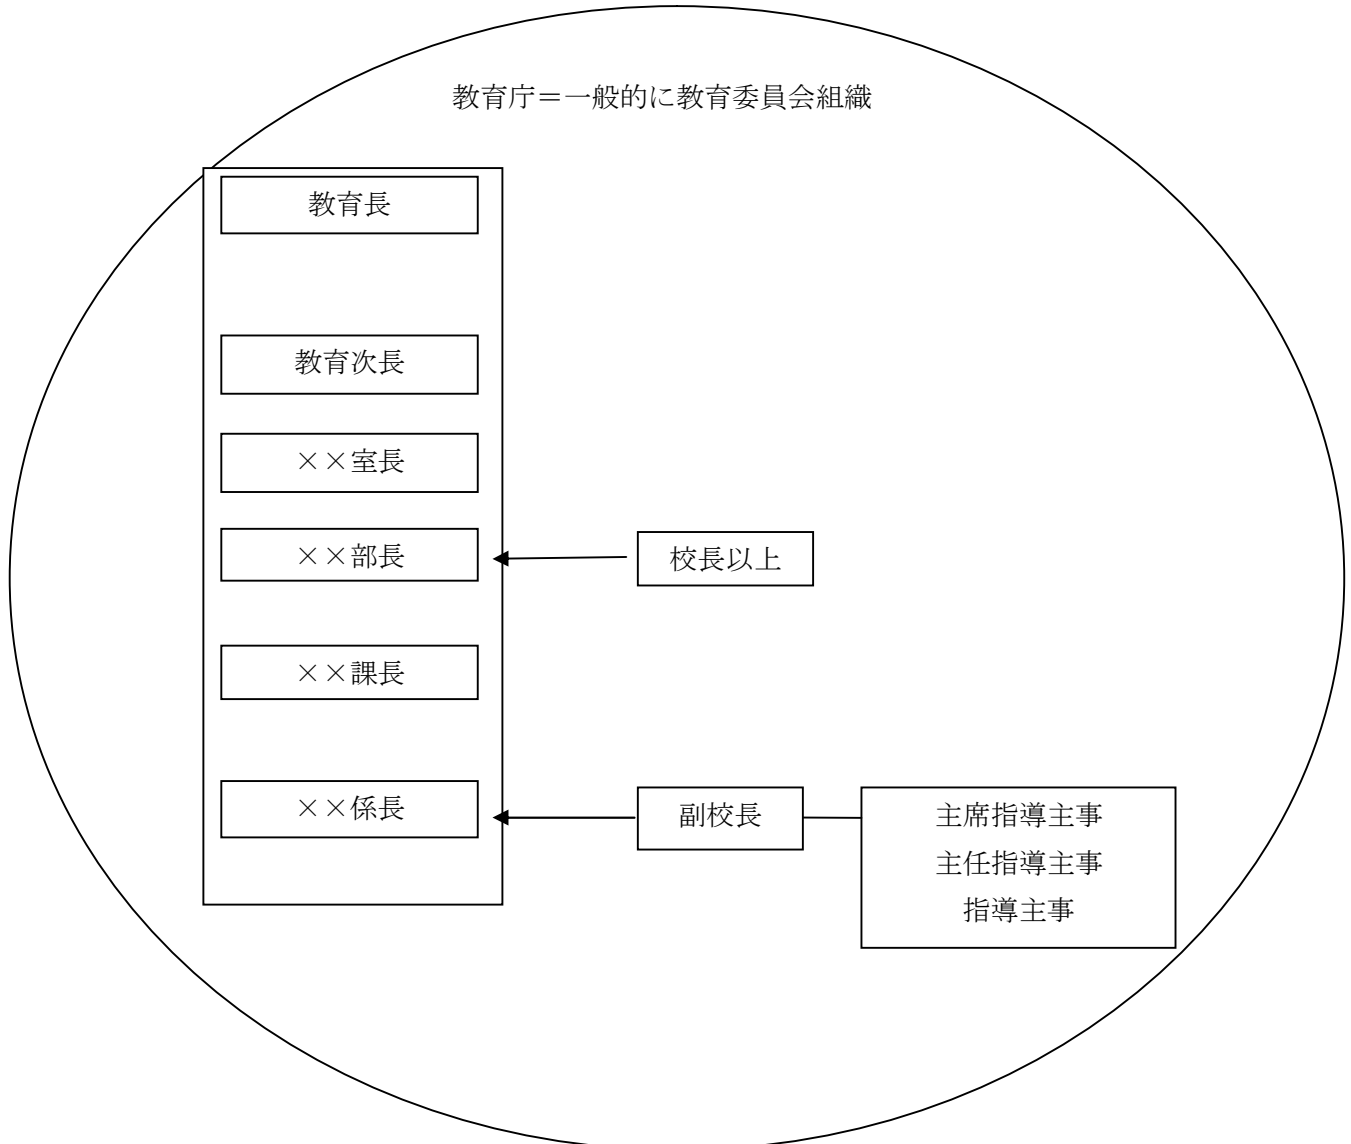 教育庁＝一般的に教育委員会組織
教育長
教育次長
××室長
××部長
校長以上
××課長
××係長
副校長
主席指導主事
主任指導主事
指導主事